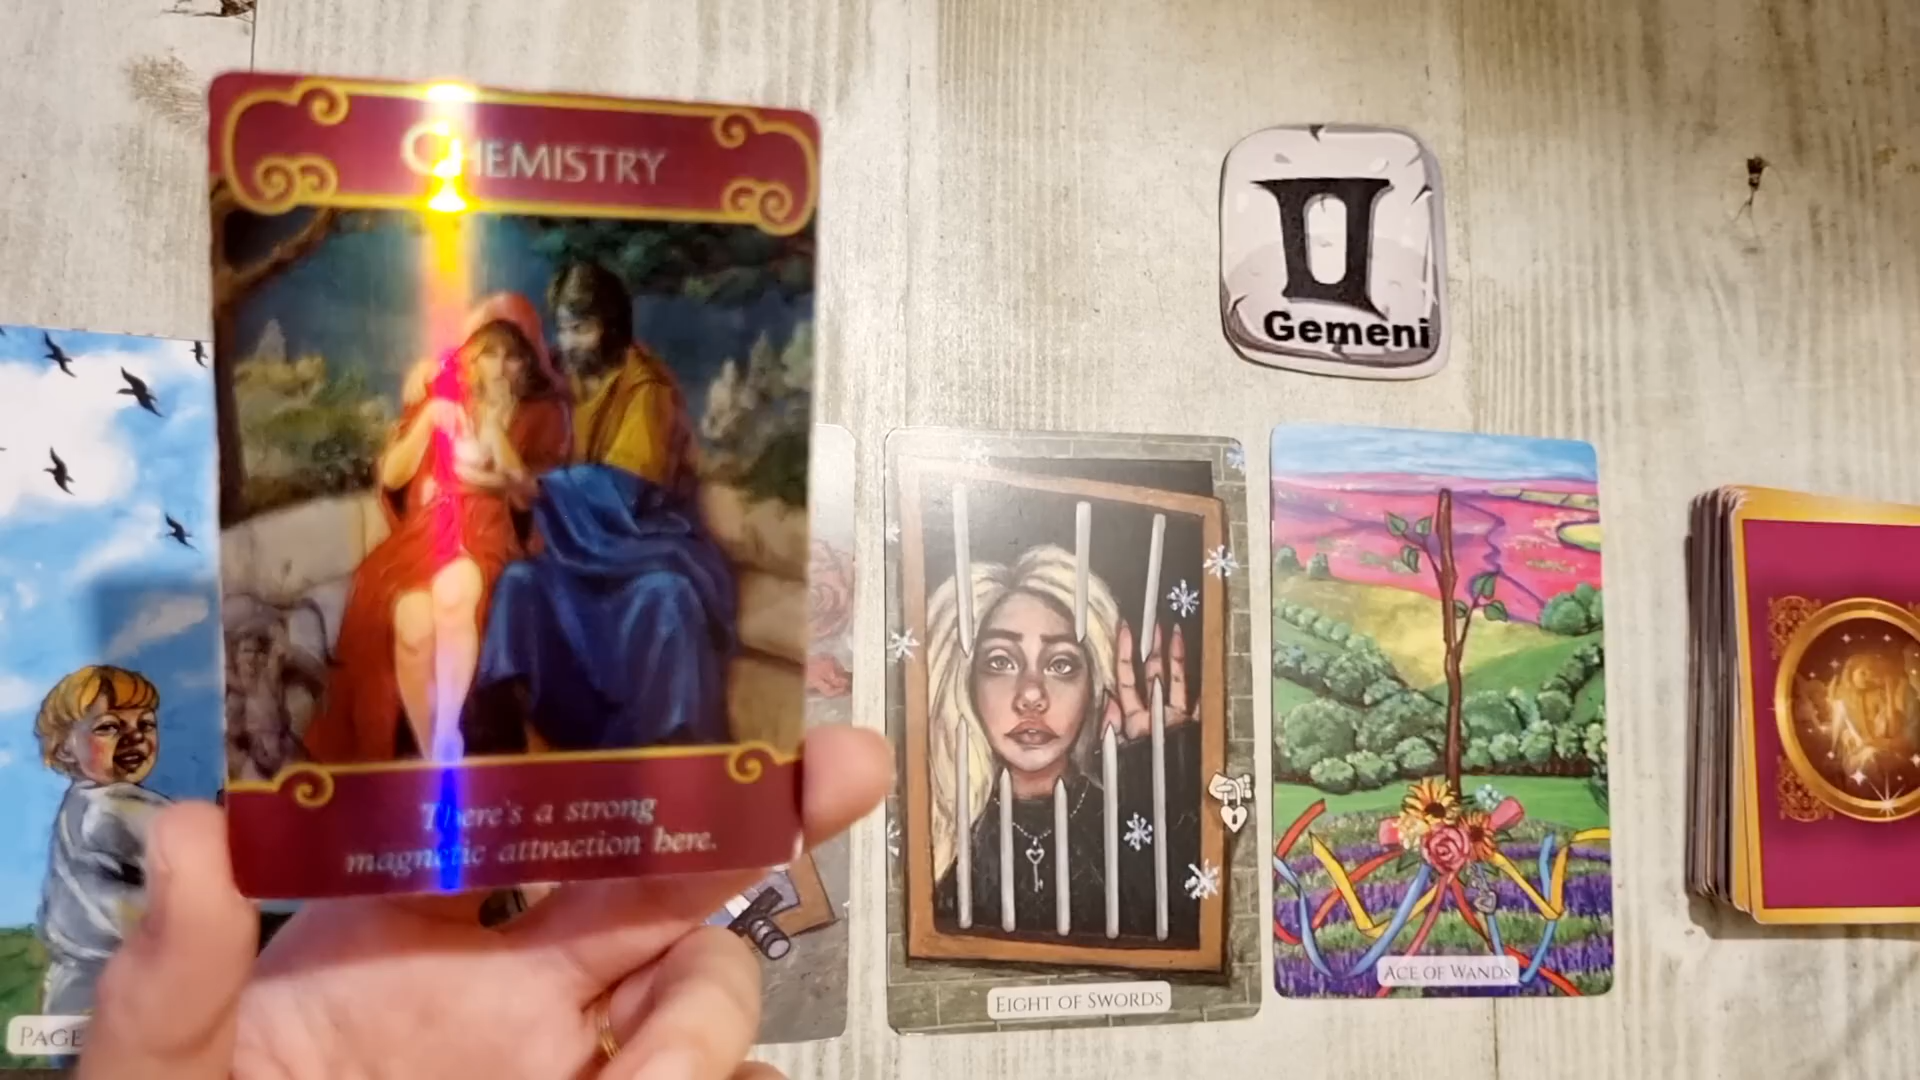 CHEMISTRY
There's a strong
magnetic attraction here.
Gemeni
PAGE
EIGHT OF SWORDS
ACE OF WANDS